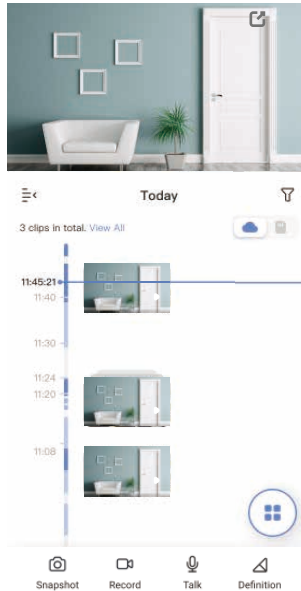 Today
3 clips in total. View All
11:45:21
11:40
11:30
11:24
11:20
11:08
Snapshot Record Talk Definition